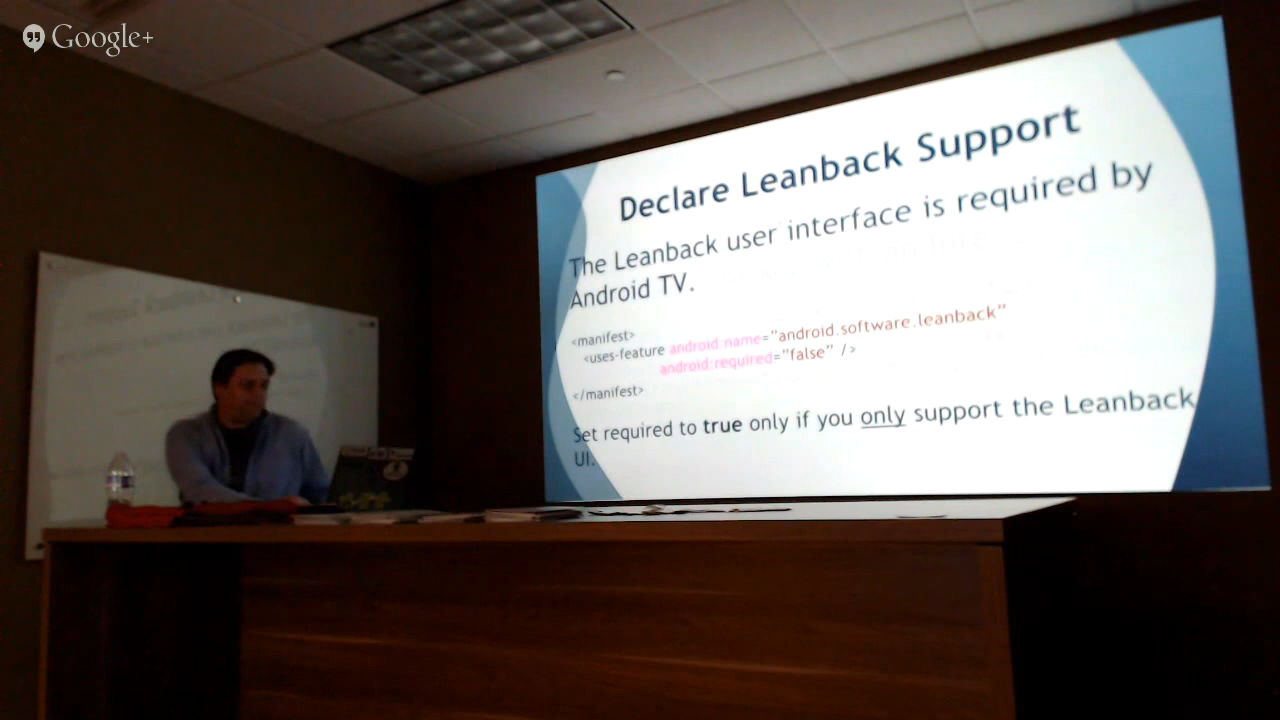 Google+
Declare Leanback Support
The Leanback user interface is required by
Android TV.
<manifest>
<uses-feature android:name="android.software.leanback"
android:required="false" />
</manifest>
Set required to true only if you only support the Leanback
UI.